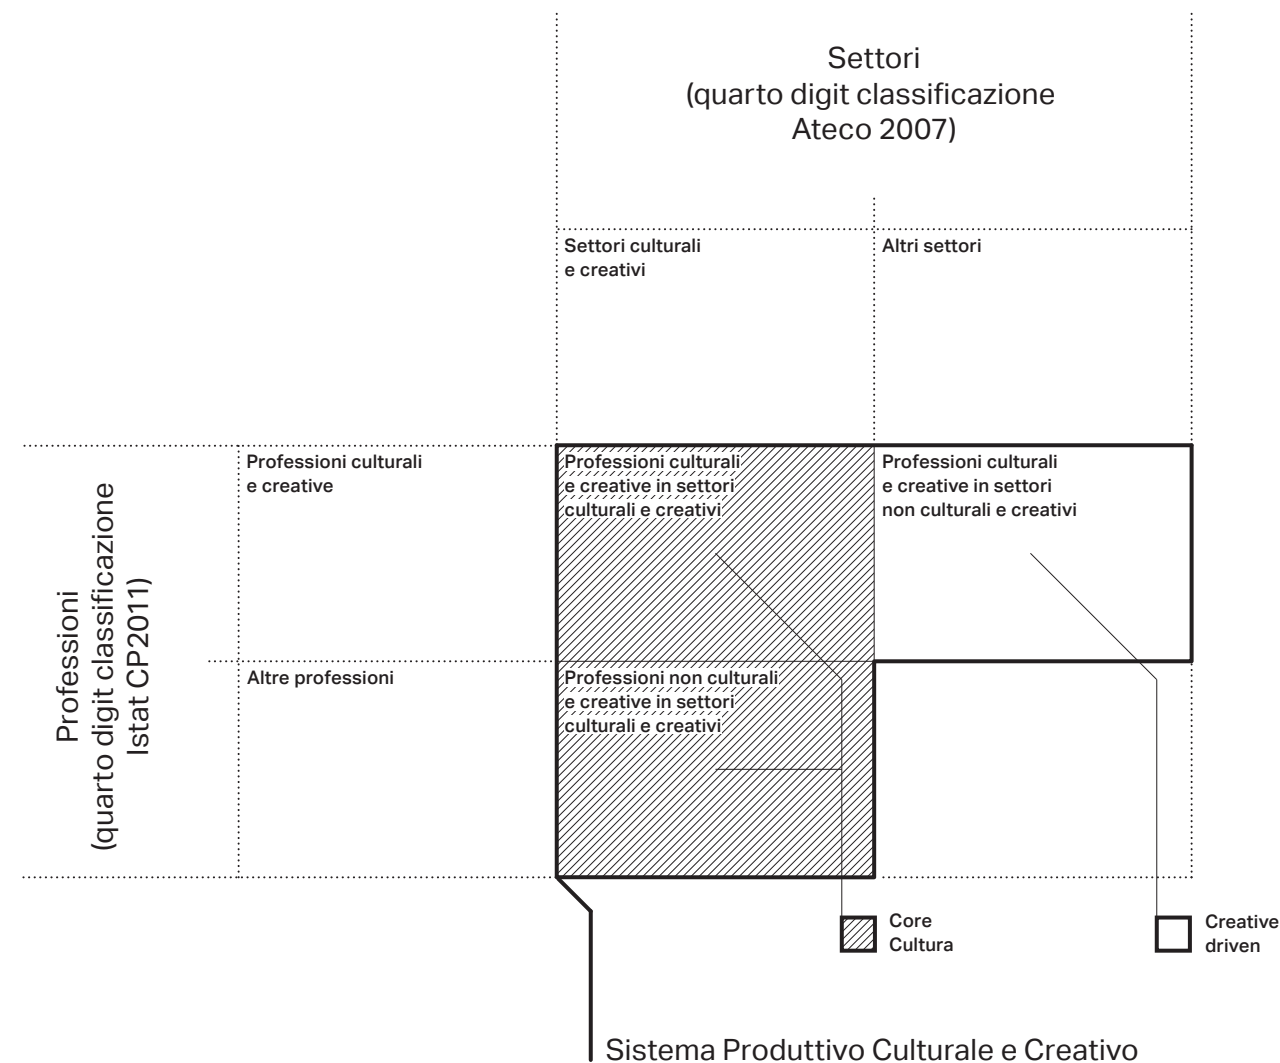 Settori
(quarto digit classificazione
Ateco 2007)
Settori culturali
e creativi
Altri settori
Professioni
(quarto digit classificazione
Istat CP2011)
Professioni culturali
e creative
Professioni culturali
e creative in settori
culturali e creativi
Professioni culturali
e creative in settori
non culturali e creativi
Altre professioni
Professioni non culturali
e creative in settori
culturali e creativi
Core
Cultura
Creative
driven
Sistema Produttivo Culturale e Creativo